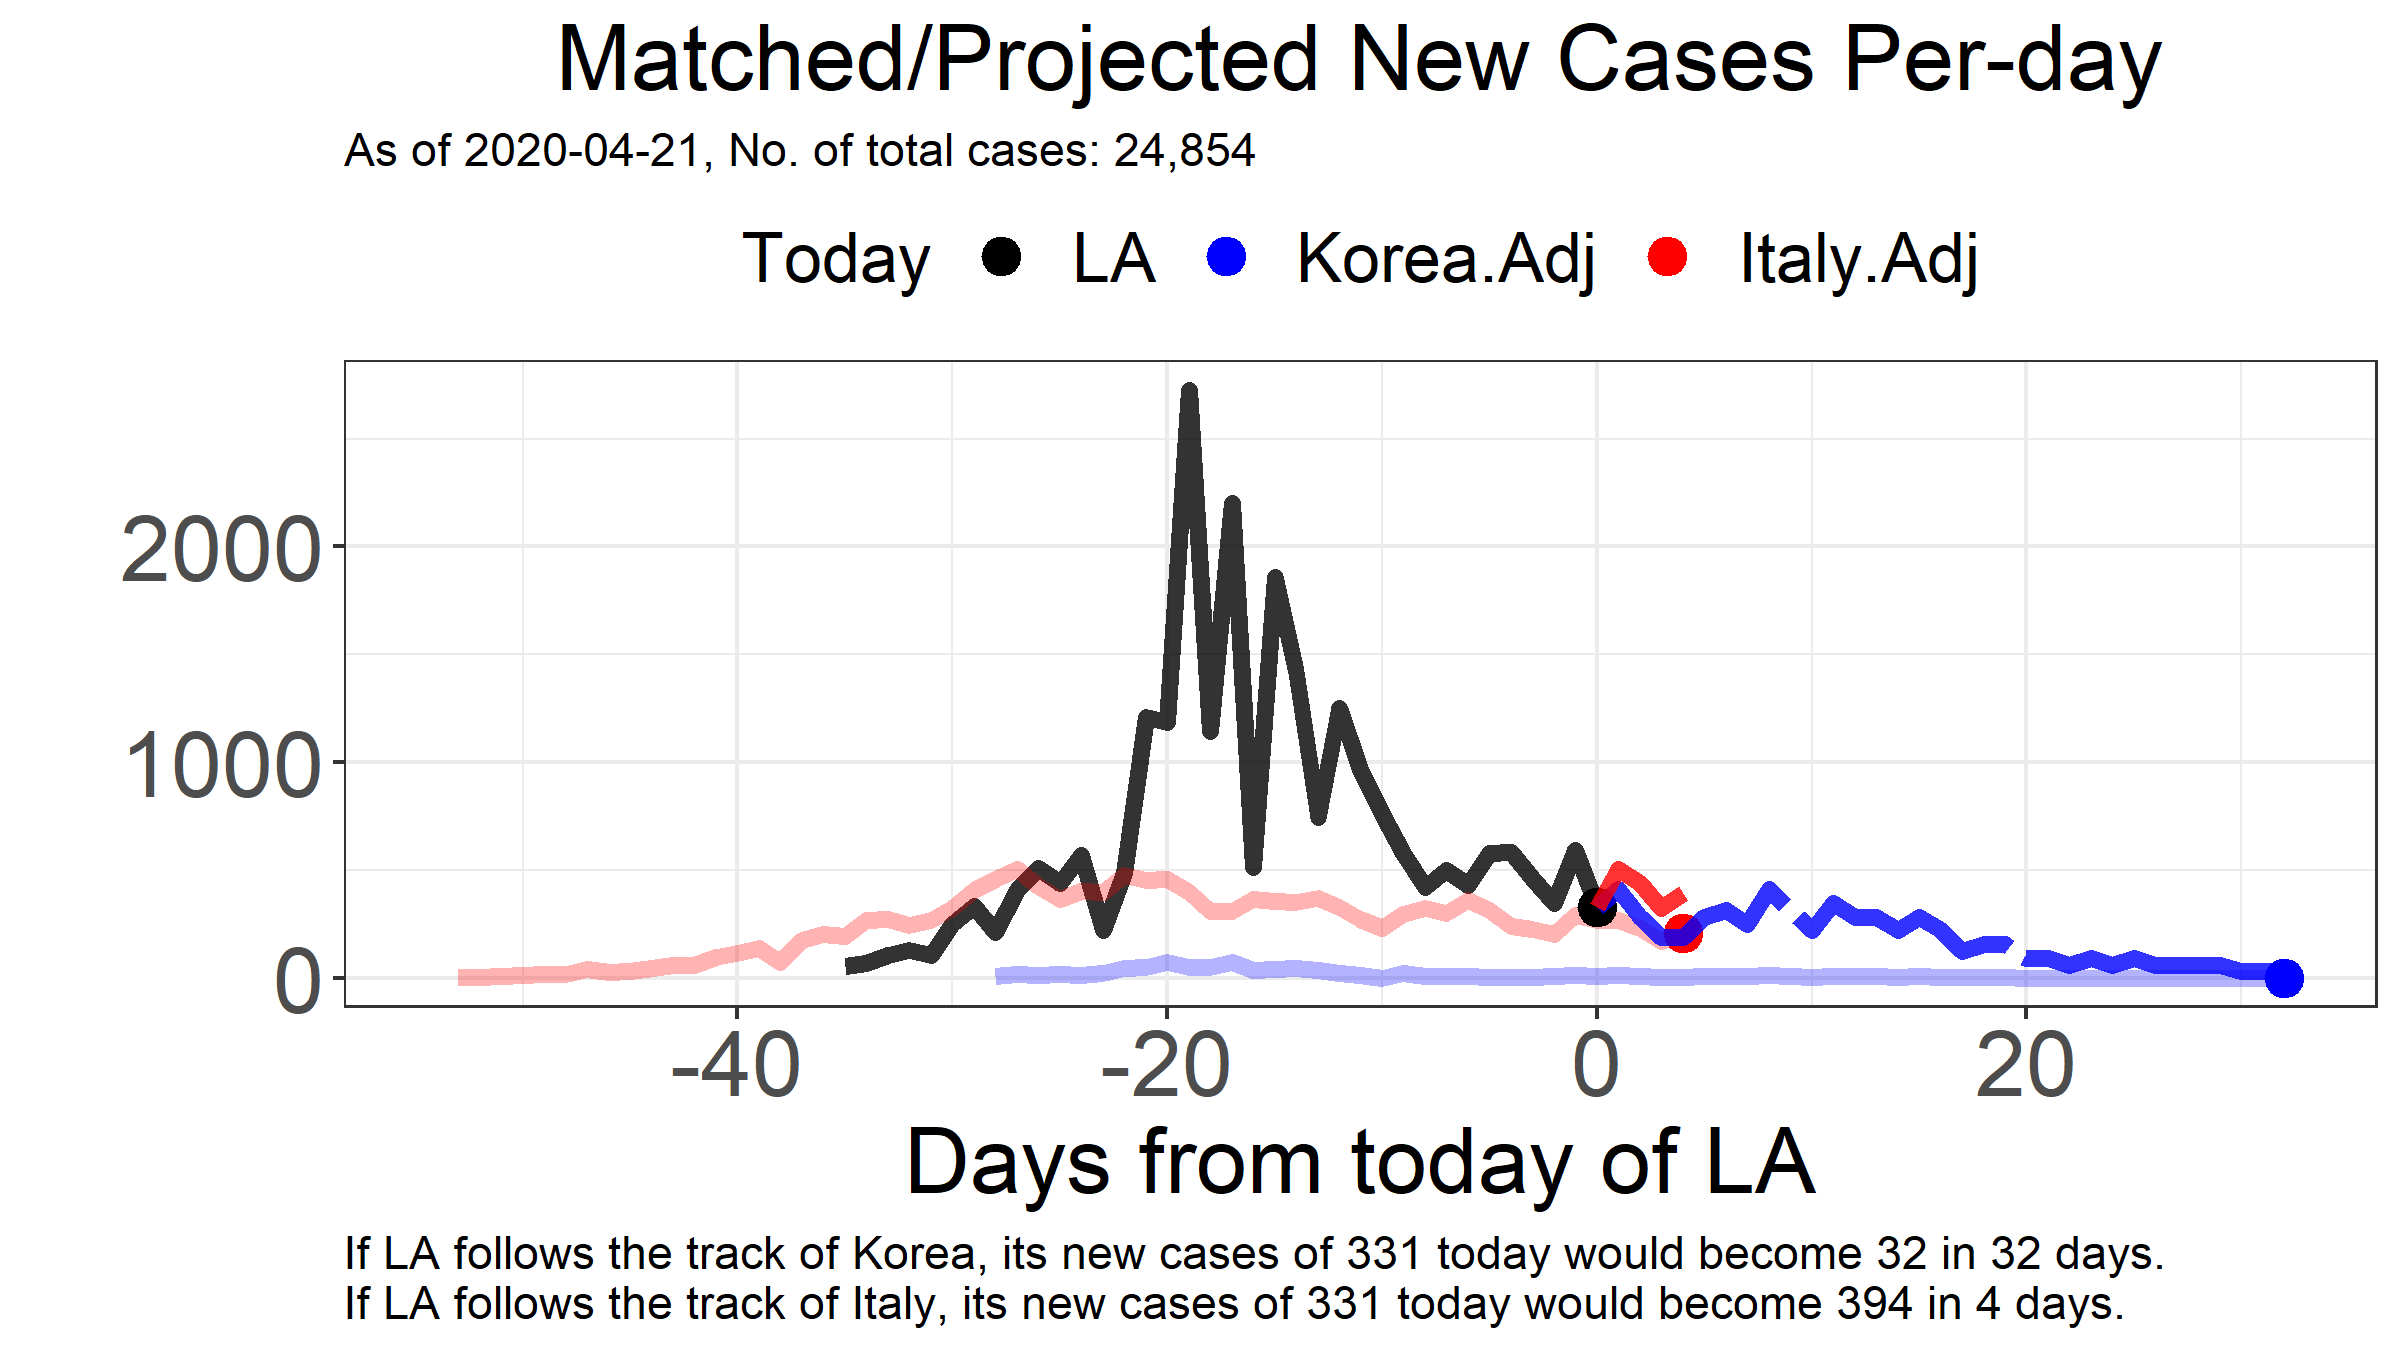 Matched/Projected New Cases Per-day
As of 2020-04-21, No. of total cases: 24,854
Today LA Korea.Adj Italy.Adj
2000
1000
0
-40 -20 0 20
Days from today of LA
If LA follows the track of Korea, its new cases of 331 today would become 32 in 32 days.
If LA follows the track of Italy, its new cases of 331 today would become 394 in 4 days.